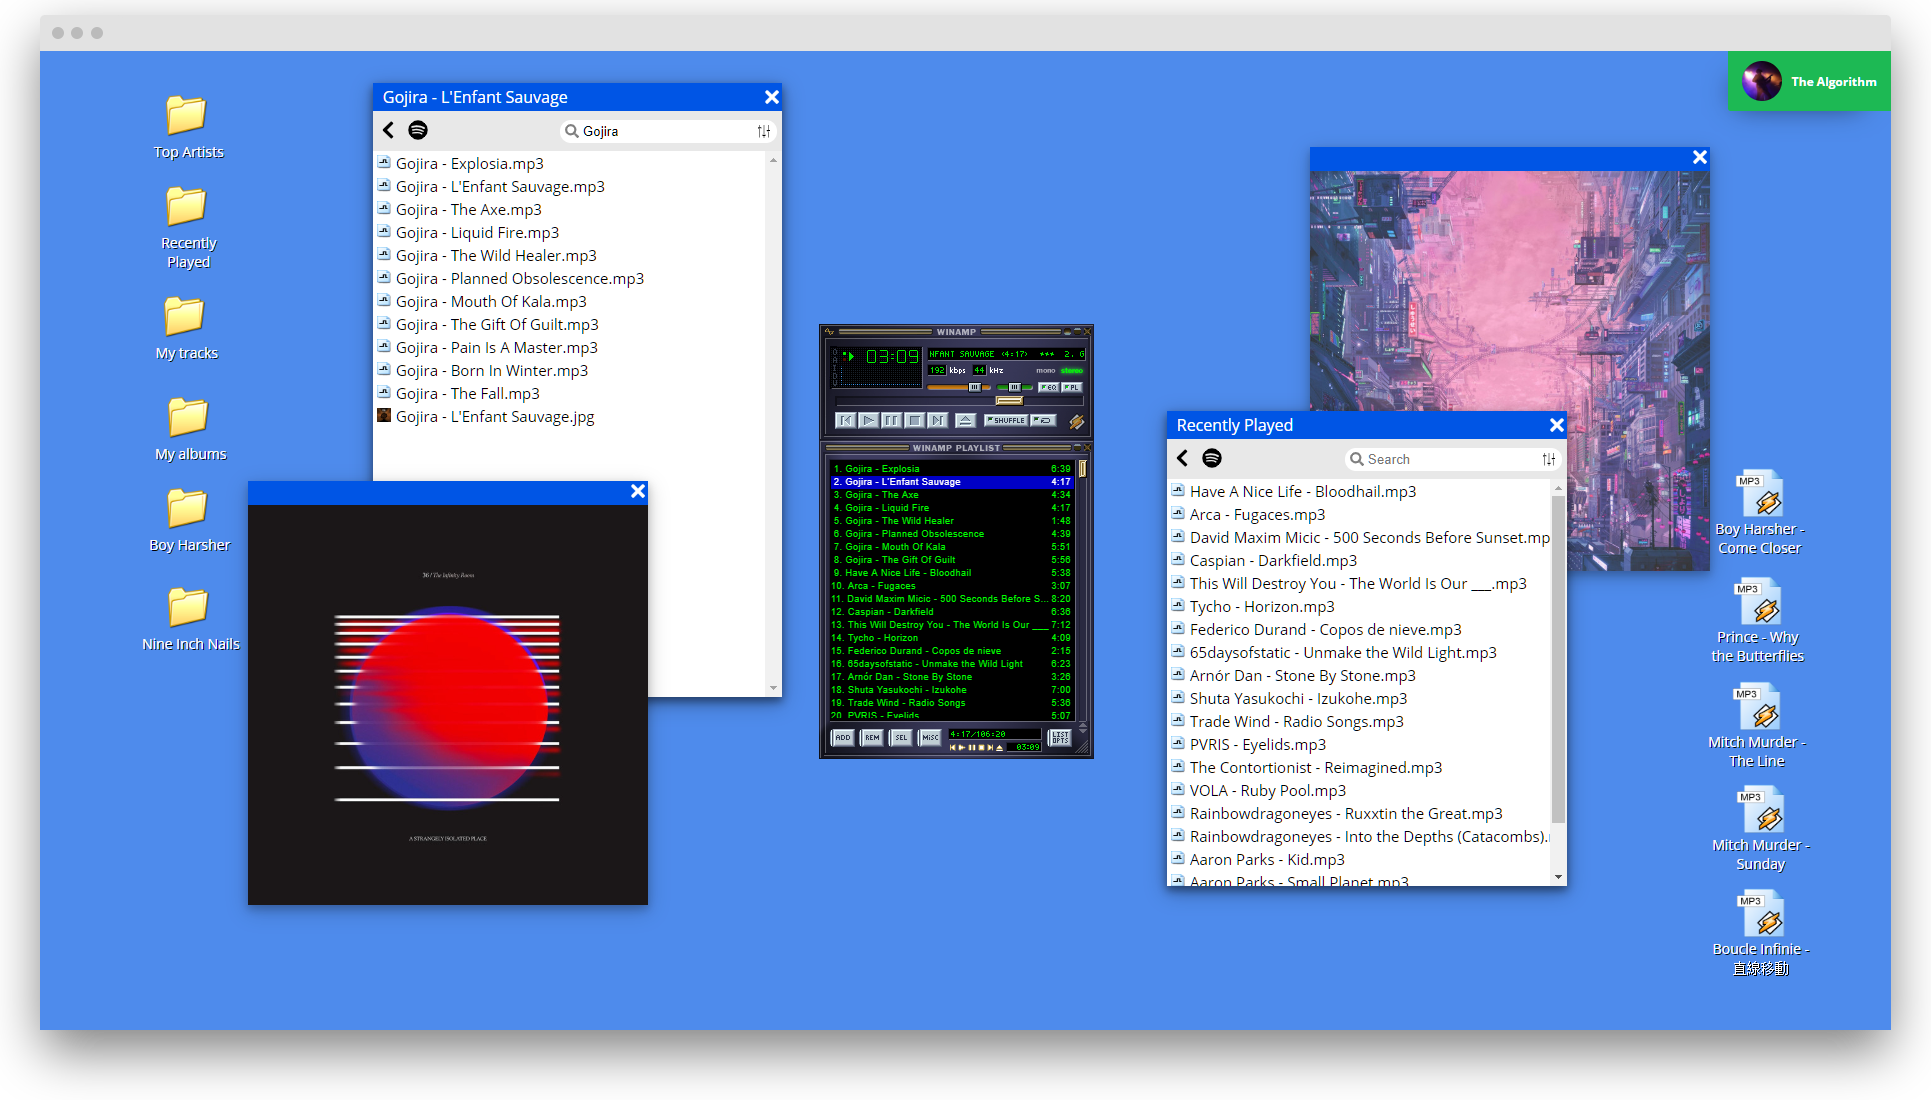 The Algorithm
Top Artists
Recently
Played
My tracks
My albums
Boy Harsher
Nine Inch Nails
Gojira - L'Enfant Sauvage
Gojira
Gojira - Explosia.mp3
Gojira - L'Enfant Sauvage.mp3
Gojira - The Axe.mp3
Gojira - Liquid Fire.mp3
Gojira - The Wild Healer.mp3
Gojira - Planned Obsolescence.mp3
Gojira - Mouth Of Kala.mp3
Gojira - The Gift Of Guilt.mp3
Gojira - Pain Is A Master.mp3
Gojira - Born In Winter.mp3
Gojira - The Fall.mp3
Gojira - L'Enfant Sauvage.jpg
36 / The Infinity Room
A STRANGELY ISOLATED PLACE
WINAMP
03:09
NFANT SAUVAGE (4:17) *** 2. G
192 kbps 44 kHz mono stereo
EQ PL
SHUFFLE
WINAMP PLAYLIST
1. Gojira - Explosia 6:39
2. Gojira - L'Enfant Sauvage 4:17
3. Gojira - The Axe 4:34
4. Gojira - Liquid Fire 4:17
5. Gojira - The Wild Healer 1:48
6. Gojira - Planned Obsolescence 4:39
7. Gojira - Mouth Of Kala 5:51
8. Gojira - The Gift Of Guilt 5:56
9. Have A Nice Life - Bloodhail 5:38
10. Arca - Fugaces 3:07
11. David Maxim Micic - 500 Seconds Before S... 8:20
12. Caspian - Darkfield 6:36
13. This Will Destroy You - The World Is Our ___ 7:12
14. Tycho - Horizon 4:09
15. Federico Durand - Copos de nieve 2:15
16. 65daysofstatic - Unmake the Wild Light 6:23
17. Arnór Dan - Stone By Stone 3:26
18. Shuta Yasukochi - Izukohe 7:00
19. Trade Wind - Radio Songs 5:36
20. PVRIS - Eyelids 5:07
ADD REM SEL MISC 4:17/106:20 LIST
03:09 OPTS
Recently Played
Search
Have A Nice Life - Bloodhail.mp3
Arca - Fugaces.mp3
David Maxim Micic - 500 Seconds Before Sunset.mp
Caspian - Darkfield.mp3
This Will Destroy You - The World Is Our ___.mp3
Tycho - Horizon.mp3
Federico Durand - Copos de nieve.mp3
65daysofstatic - Unmake the Wild Light.mp3
Arnór Dan - Stone By Stone.mp3
Shuta Yasukochi - Izukohe.mp3
Trade Wind - Radio Songs.mp3
PVRIS - Eyelids.mp3
The Contortionist - Reimagined.mp3
VOLA - Ruby Pool.mp3
Rainbowdragoneyes - Ruxxtin the Great.mp3
Rainbowdragoneyes - Into the Depths (Catacombs).
Aaron Parks - Kid.mp3
Aaron Parks - Small Planet.mp3
MP3
Boy Harsher -
Come Closer
MP3
Prince - Why
the Butterflies
MP3
Mitch Murder -
The Line
MP3
Mitch Murder -
Sunday
MP3
Boucle Infinie -
直線移動